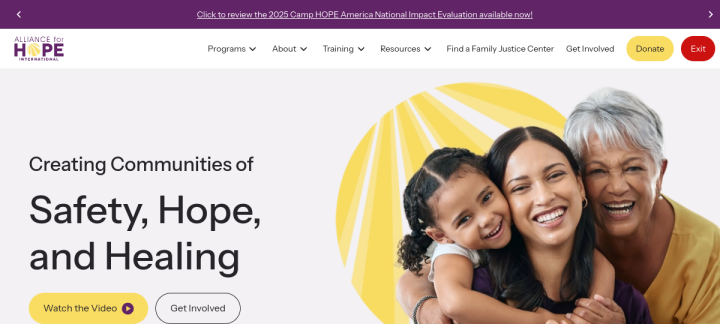 Click to review the 2025 Camp HOPE America National Impact Evaluation available now!
ALLIANCE for
HOPE
INTERNATIONAL
Programs
About
Training
Resources
Find a Family Justice Center
Get Involved
Donate
Exit
Creating Communities of
Safety, Hope,
and Healing
Watch the Video
Get Involved